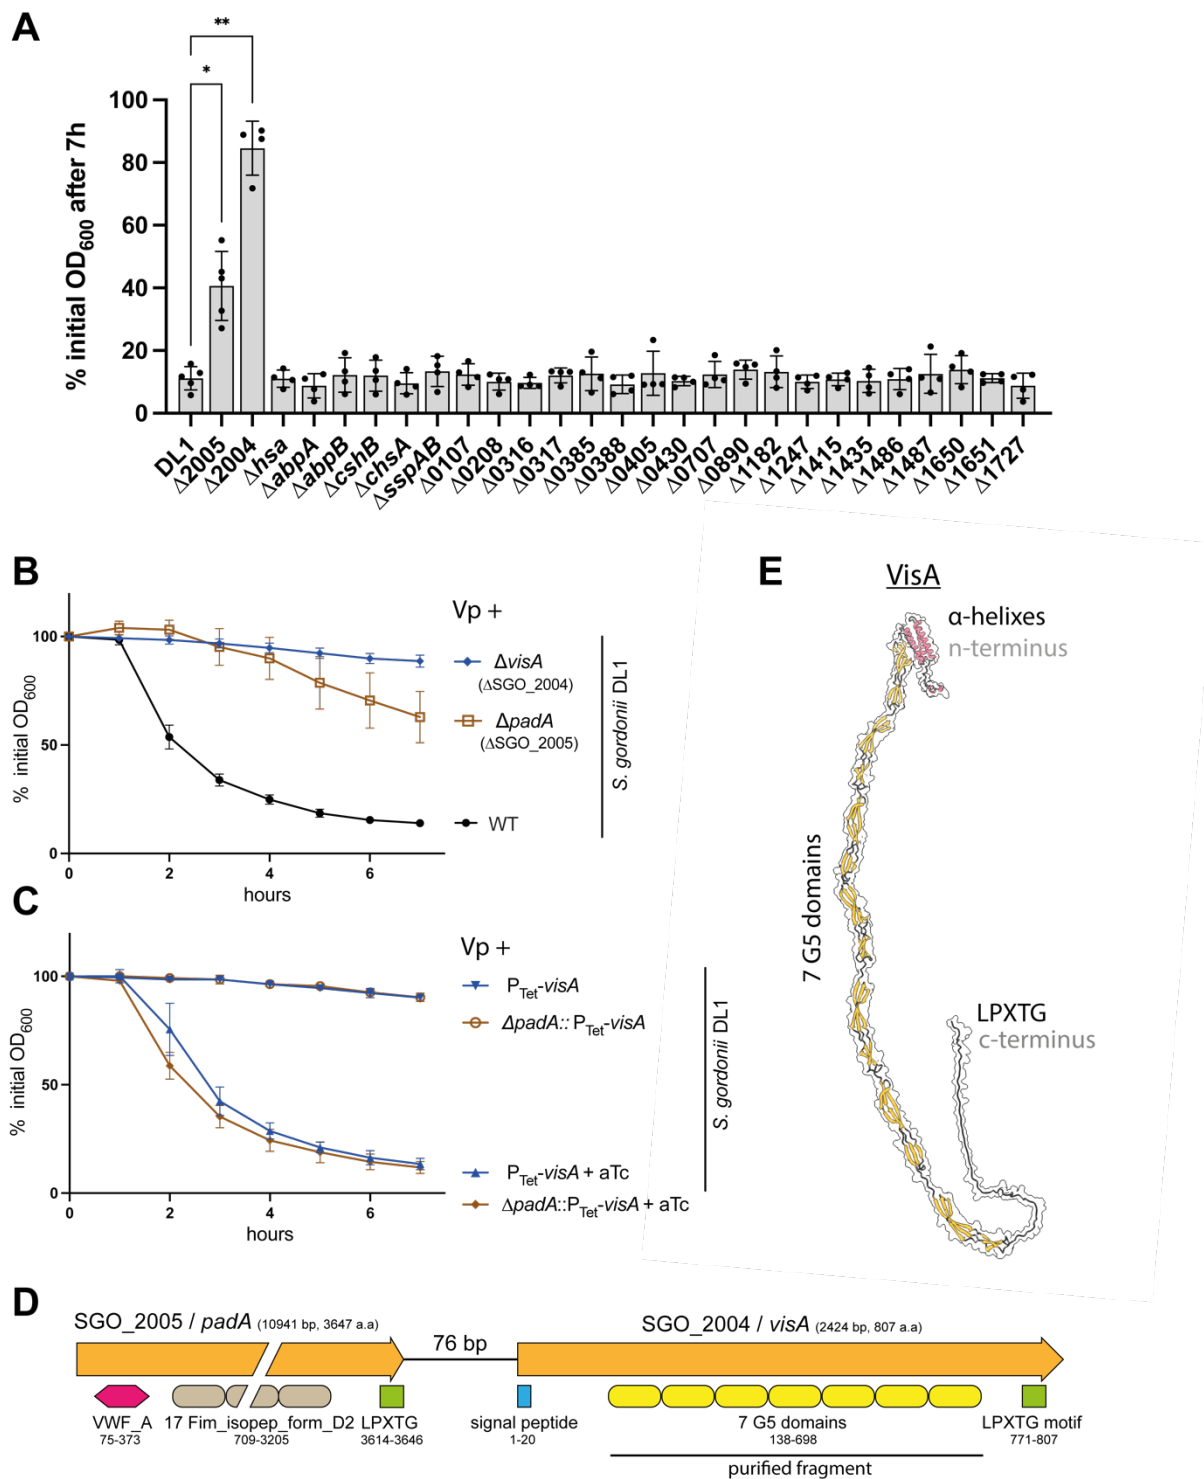 A
**
*
% initial OD600 after 7h
100
80
60
40
20
0
DL1
Δ2005
Δ2004
Δhsa
ΔabpA
ΔabpB
ΔcshB
ΔchsA
ΔsspAB
Δ0107
Δ0208
Δ0316
Δ0317
Δ0385
Δ0388
Δ0405
Δ0430
Δ0707
Δ0890
Δ1182
Δ1247
Δ1415
Δ1435
Δ1486
Δ1487
Δ1650
Δ1651
Δ1727
B
% initial OD600
100
50
0
0 2 4 6
hours
Vp +
ΔvisA
(ΔSGO_2004)
ΔpadA
(ΔSGO_2005)
WT
S. gordonii DL1
C
% initial OD600
100
50
0
0 2 4 6
hours
Vp +
PTet-visA
ΔpadA::PTet-visA
PTet-visA + aTc
ΔpadA::PTet-visA + aTc
S. gordonii DL1
E
VisA
α-helixes
n-terminus
7 G5 domains
LPXTG
c-terminus
D
SGO_2005 / padA (10941 bp, 3647 a.a)
76 bp
SGO_2004 / visA (2424 bp, 807 a.a)
VWF_A
75-373
17 Fim_isopep_form_D2
709-3205
LPXTG
3614-3646
signal peptide
1-20
7 G5 domains
138-698
LPXTG motif
771-807
purified fragment